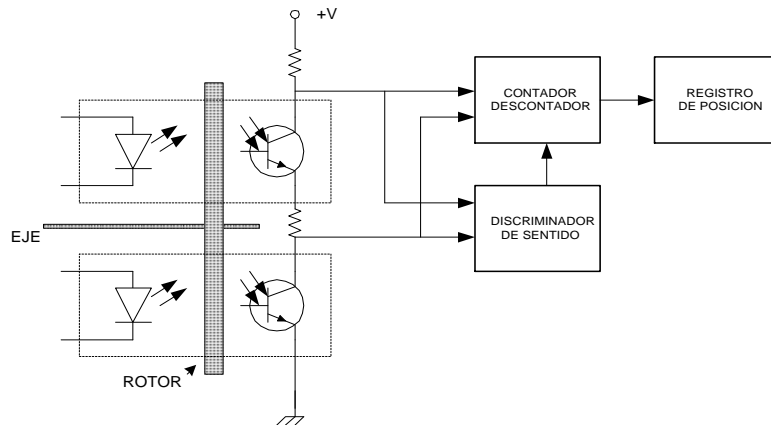 +V
CONTADOR
DESCONTADOR
REGISTRO
DE POSICION
DISCRIMINADOR
DE SENTIDO
EJE
ROTOR